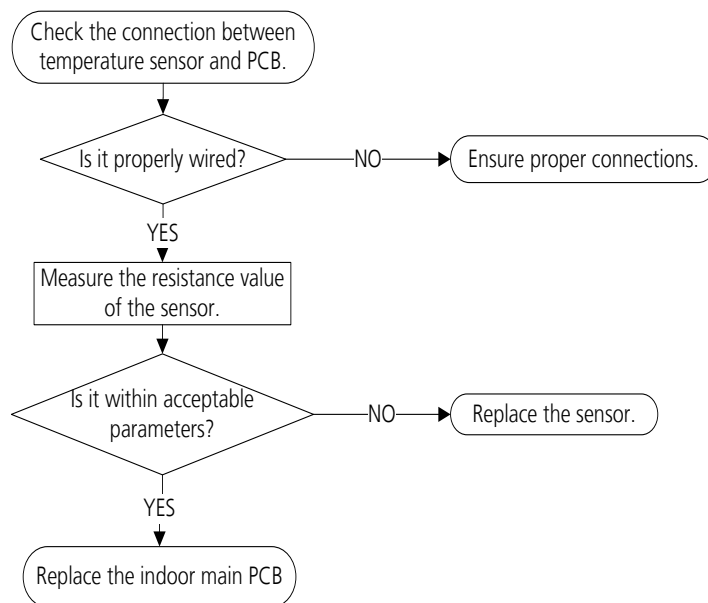 Check the connection between
temperature sensor and PCB.
Is it properly wired?
NO
Ensure proper connections.
YES
Measure the resistance value
of the sensor.
Is it within acceptable
parameters?
NO
Replace the sensor.
YES
Replace the indoor main PCB